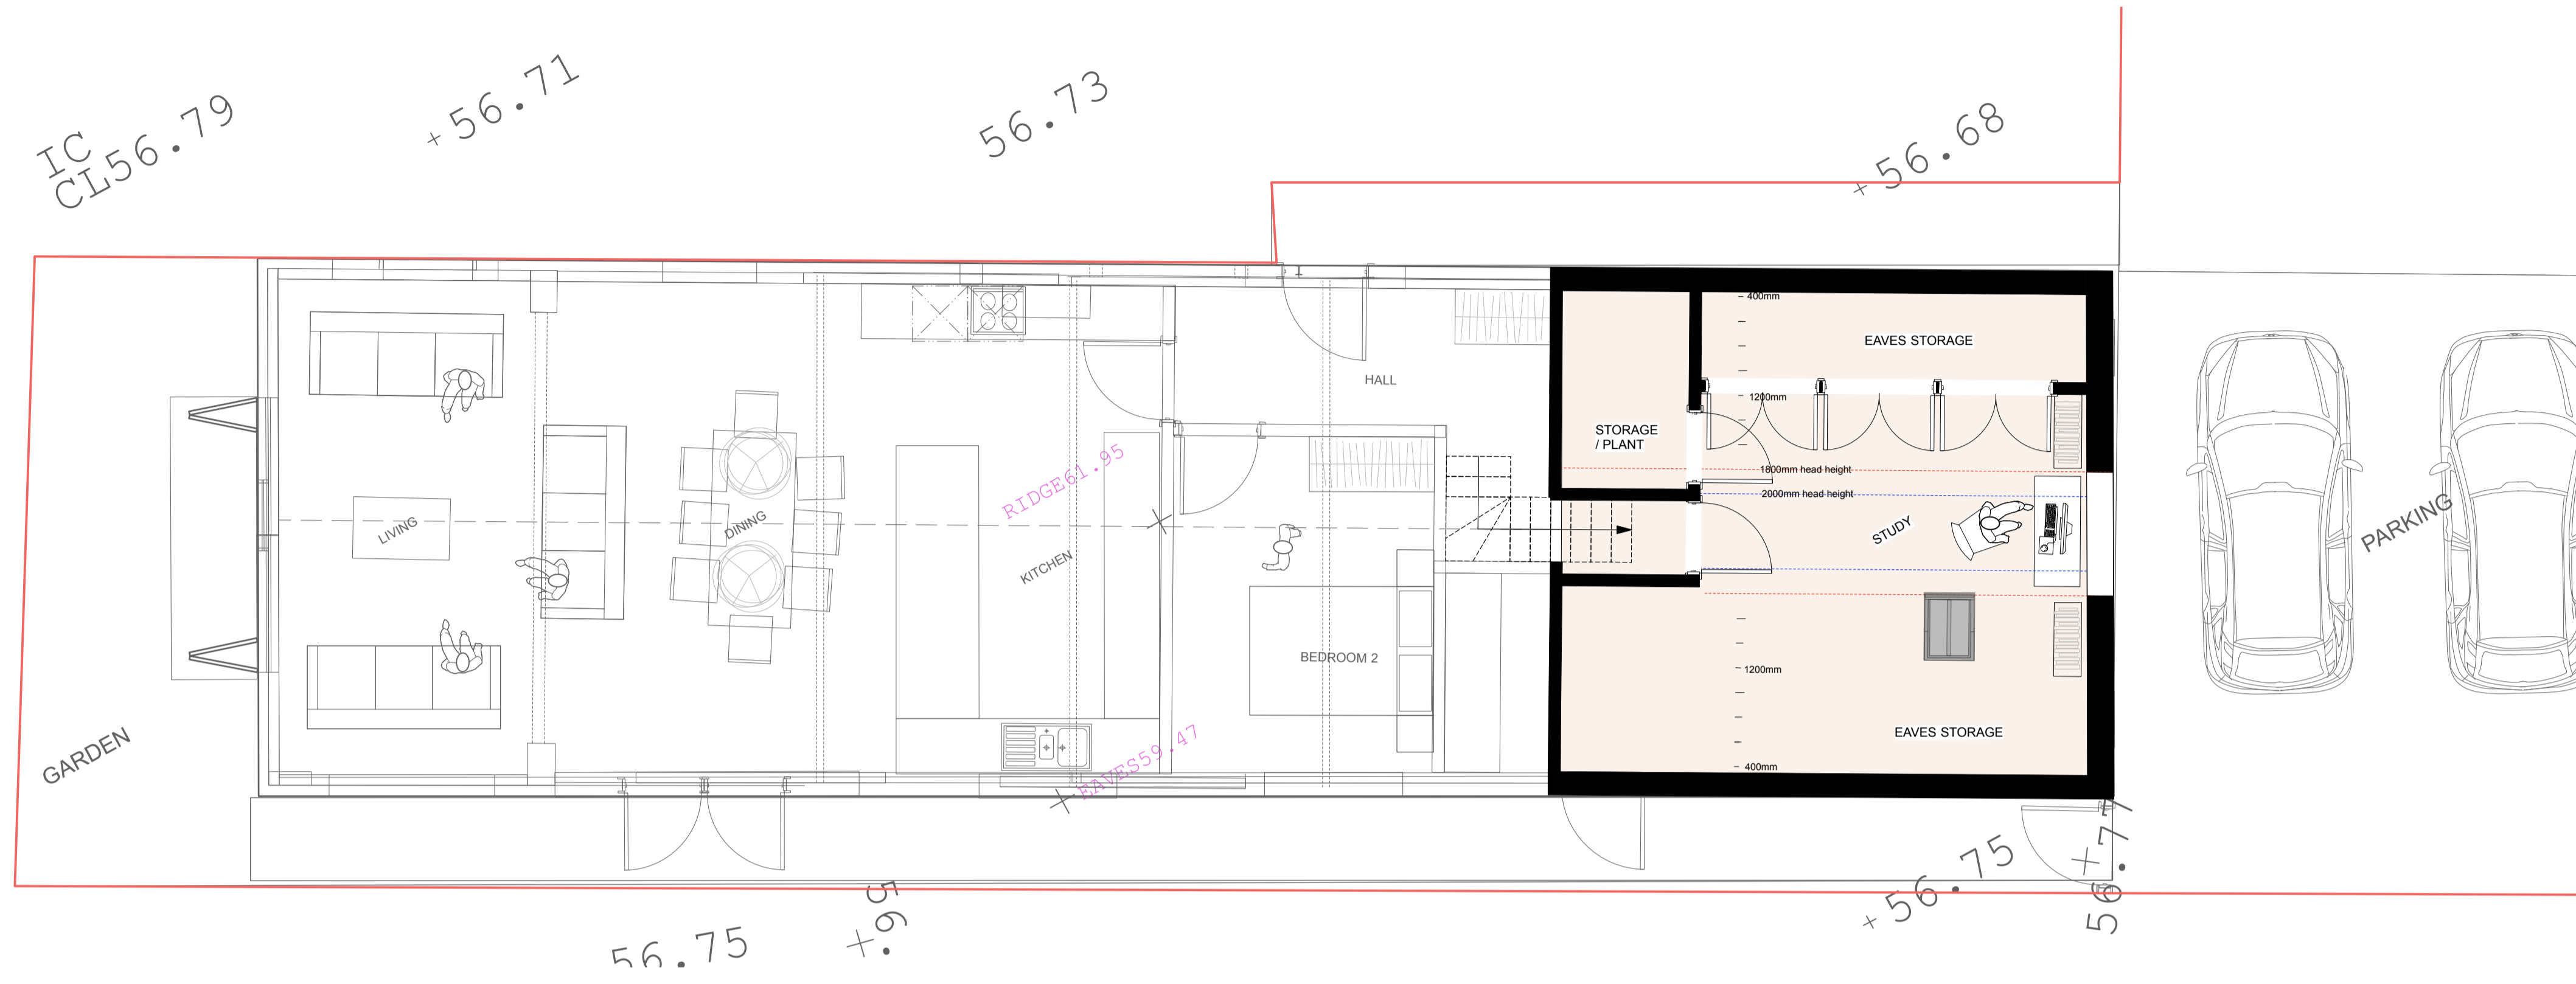 IC
CL56.79
+56.71
56.73
+56.68
400mm
EAVES STORAGE
HALL
1200mm
STORAGE
/ PLANT
1800mm head height
2000mm head height
RIDGE61.95
LIVING
DINING
KITCHEN
STUDY
PARKING
BEDROOM 2
1200mm
EAVES STORAGE
GARDEN
EAVES59.47
400mm
56.77
+56.75
56.75